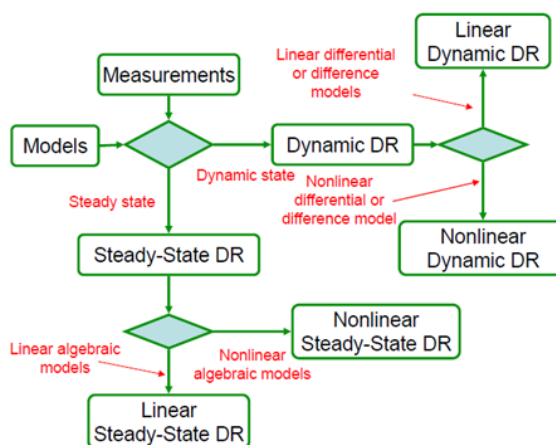 Linear
Dynamic DR
Linear differential
or difference
models
Measurements
Models
Dynamic DR
Dynamic state
Nonlinear
differential or
difference model
Steady state
Steady-State DR
Nonlinear
Dynamic DR
Nonlinear
Steady-State DR
Linear algebraic
models
Nonlinear
algebraic models
Linear
Steady-State DR